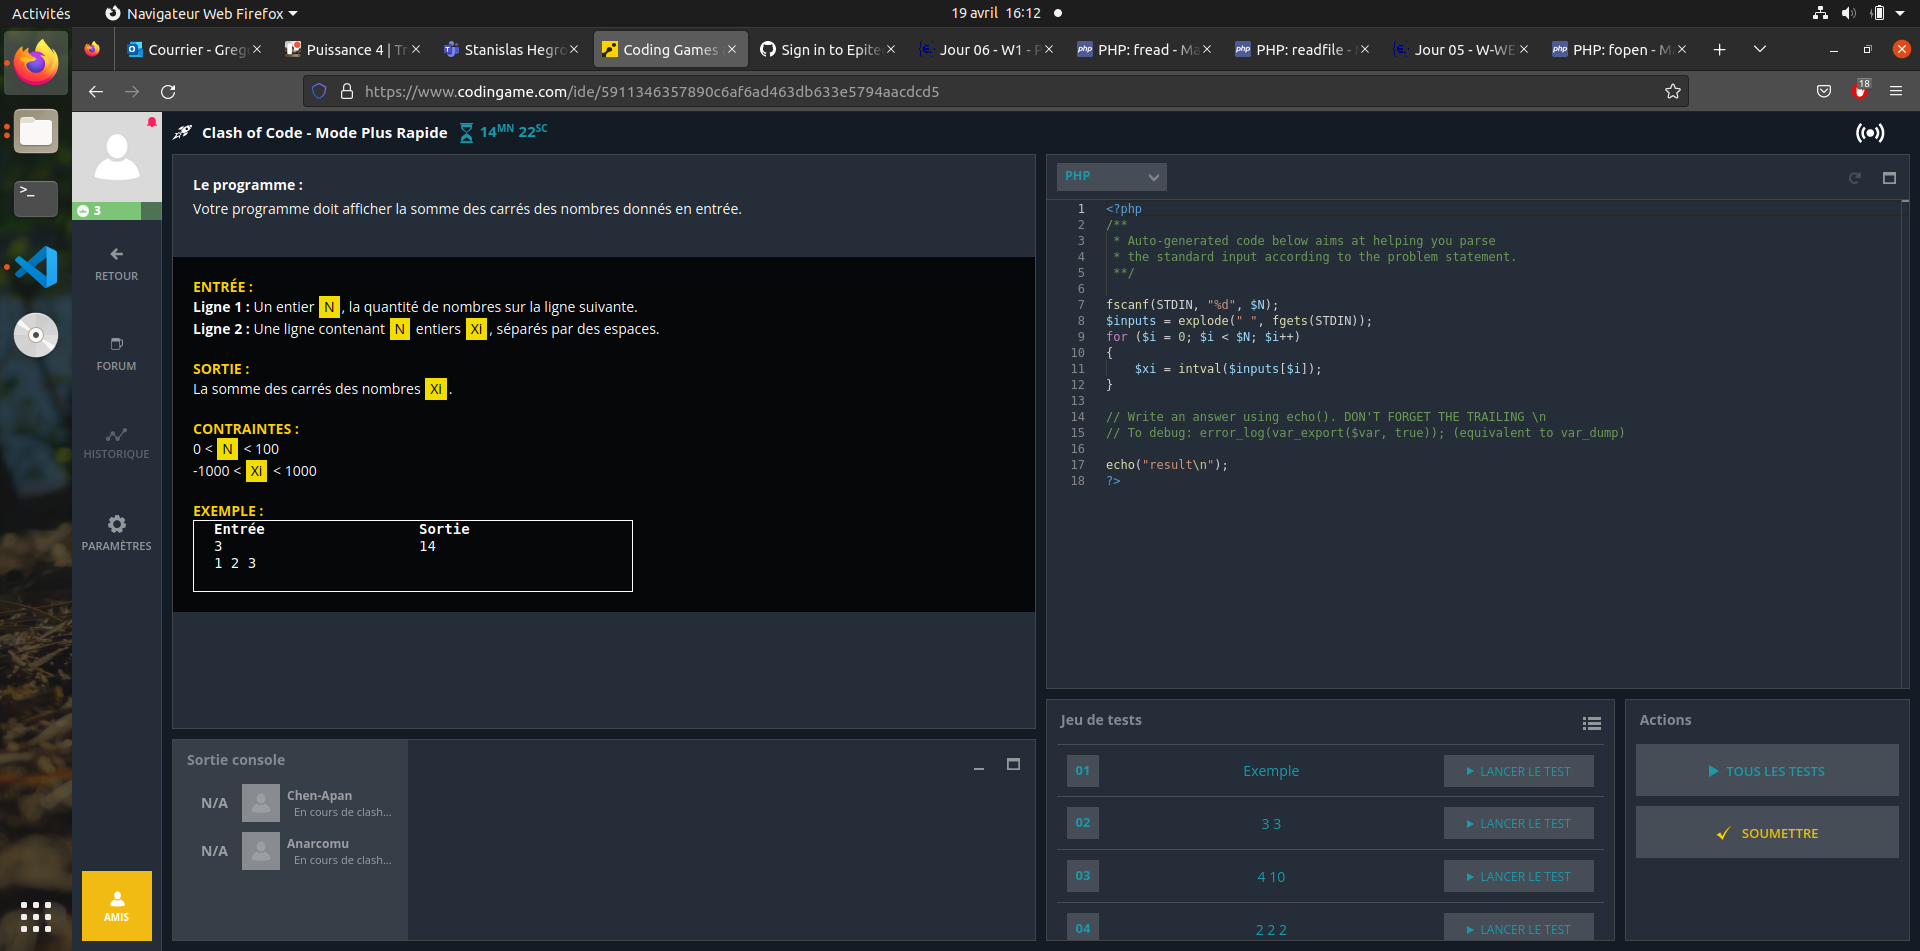 Activités
Navigateur Web Firefox
19 avril 16:12
Courrier - Greg
Puissance 4 | Tr
Stanislas Hegro
Coding Games
Sign in to Epite
Jour 06 - W1 - P
PHP: fread - Ma
PHP: readfile -
Jour 05 - W-WE
PHP: fopen - Ma
https://www.codingame.com/ide/5911346357890c6af6ad463db633e5794aacdcd5
18
3
RETOUR
FORUM
HISTORIQUE
PARAMÈTRES
AMIS
Clash of Code - Mode Plus Rapide
14MN 22SC
Le programme :
Votre programme doit afficher la somme des carrés des nombres donnés en entrée.
ENTRÉE :
Ligne 1 : Un entier N, la quantité de nombres sur la ligne suivante.
Ligne 2 : Une ligne contenant N entiers Xi, séparés par des espaces.
SORTIE :
La somme des carrés des nombres Xi.
CONTRAINTES :
0 < N < 100
-1000 < Xi < 1000
EXEMPLE :
Entrée Sortie
3 14
1 2 3
Sortie console
N/A
Chen-Apan
En cours de clash...
N/A
Anarcomu
En cours de clash...
PHP
1 <?php
2 /**
3 * Auto-generated code below aims at helping you parse
4 * the standard input according to the problem statement.
5 **/
6
7 fscanf(STDIN, "%d", $N);
8 $inputs = explode(" ", fgets(STDIN));
9 for ($i = 0; $i < $N; $i++)
10 {
11 $xi = intval($inputs[$i]);
12 }
13
14 // Write an answer using echo(). DON'T FORGET THE TRAILING \n
15 // To debug: error_log(var_export($var, true)); (equivalent to var_dump)
16
17 echo("result\n");
18 ?>
Jeu de tests
01 Exemple LANCER LE TEST
02 3 3 LANCER LE TEST
03 4 10 LANCER LE TEST
04 2 2 2 LANCER LE TEST
Actions
TOUS LES TESTS
SOUMETTRE